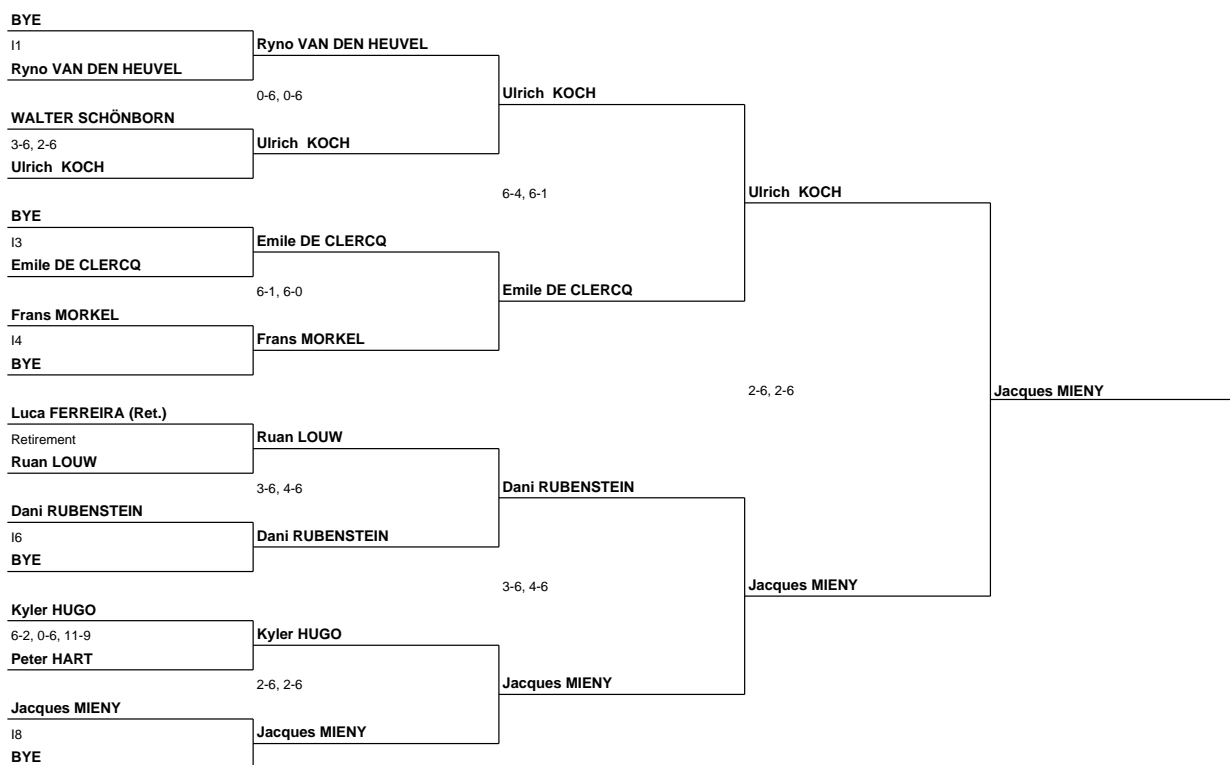 BYE
I1
Ryno VAN DEN HEUVEL
Ryno VAN DEN HEUVEL
0-6, 0-6
Ulrich  KOCH
WALTER SCHÖNBORN
3-6, 2-6
Ulrich  KOCH
Ulrich  KOCH
6-4, 6-1
Ulrich  KOCH
BYE
I3
Emile DE CLERCQ
Emile DE CLERCQ
6-1, 6-0
Emile DE CLERCQ
Frans MORKEL
I4
Frans MORKEL
BYE
2-6, 2-6
Jacques MIENY
Luca FERREIRA (Ret.)
Retirement
Ruan LOUW
Ruan LOUW
3-6, 4-6
Dani RUBENSTEIN
Dani RUBENSTEIN
I6
Dani RUBENSTEIN
BYE
3-6, 4-6
Jacques MIENY
Kyler HUGO
6-2, 0-6, 11-9
Kyler HUGO
Peter HART
2-6, 2-6
Jacques MIENY
Jacques MIENY
I8
Jacques MIENY
BYE